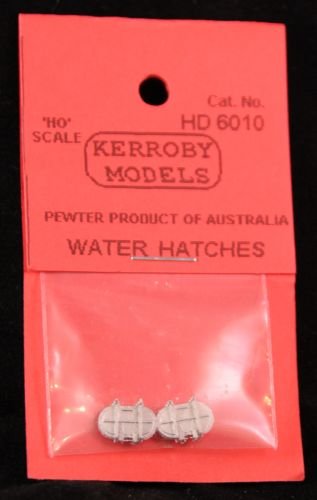 Cat. No.
'HO'
SCALE
HD 6010
KERROBY
MODELS
PEWTER PRODUCT OF AUSTRALIA
WATER HATCHES